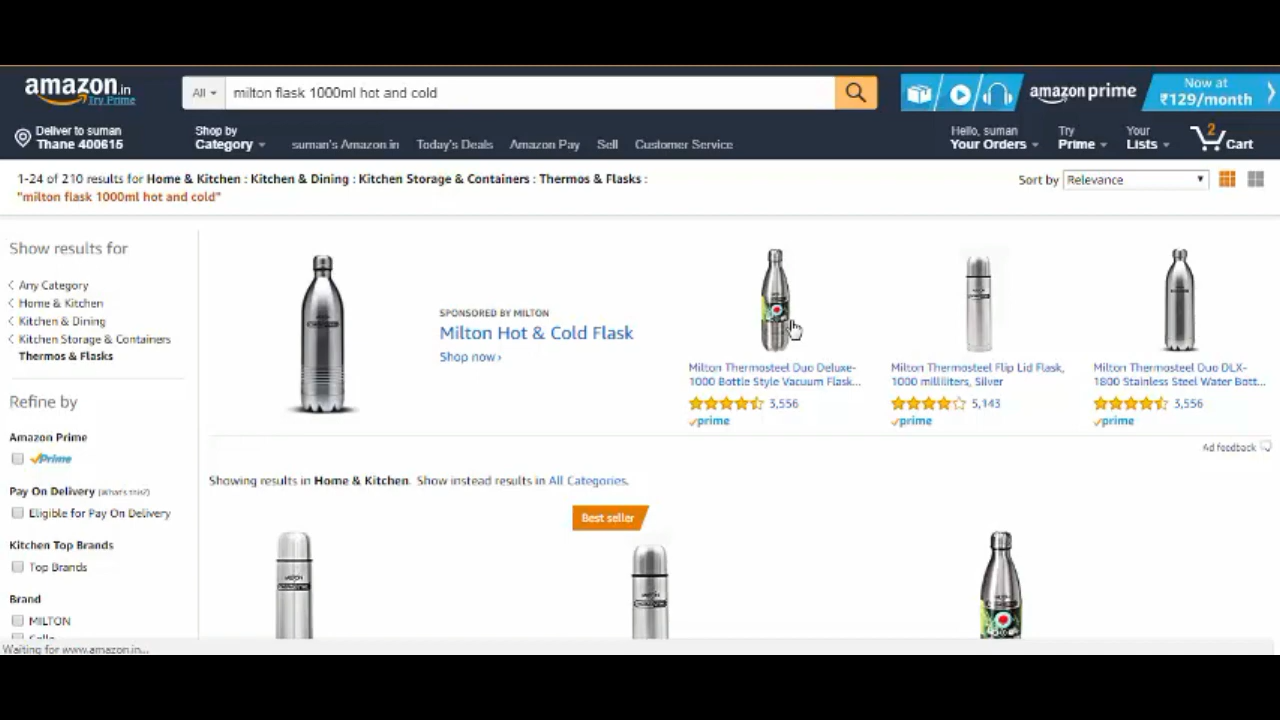 amazon.in
Try Prime
All
milton flask 1000ml hot and cold
amazon prime
Now at
₹129/month
Deliver to suman
Thane 400615
Shop by
Category
suman's Amazon.in
Today's Deals
Amazon Pay
Sell
Customer Service
Hello, suman
Your Orders
Try
Prime
Your
Lists
2
Cart
1-24 of 210 results for Home & Kitchen : Kitchen & Dining : Kitchen Storage & Containers : Thermos & Flasks :
"milton flask 1000ml hot and cold"
Sort by
Relevance
Show results for
Any Category
Home & Kitchen
Kitchen & Dining
Kitchen Storage & Containers
Thermos & Flasks
Refine by
Amazon Prime
Prime
Pay On Delivery (What's this?)
Eligible for Pay On Delivery
Kitchen Top Brands
Top Brands
Brand
MILTON
SPONSORED BY MILTON
Milton Hot & Cold Flask
Shop now ›
Milton Thermosteel Duo Deluxe-
1000 Bottle Style Vacuum Flask...
3,556
prime
Milton Thermosteel Flip Lid Flask,
1000 milliliters, Silver
5,143
prime
Milton Thermosteel Duo DLX-
1800 Stainless Steel Water Bott...
3,556
prime
Ad feedback
Showing results in Home & Kitchen. Show instead results in All Categories.
Best seller
Waiting for www.amazon.in...